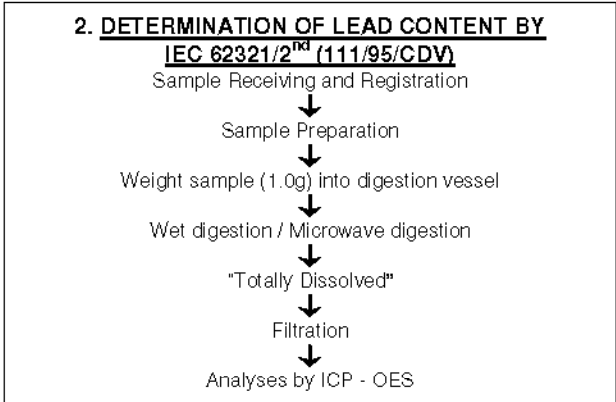 2. DETERMINATION OF LEAD CONTENT BY
IEC 62321/2nd (111/95/CDV)
Sample Receiving and Registration
Sample Preparation
Weight sample (1.0g) into digestion vessel
Wet digestion / Microwave digestion
"Totally Dissolved"
Filtration
Analyses by ICP - OES